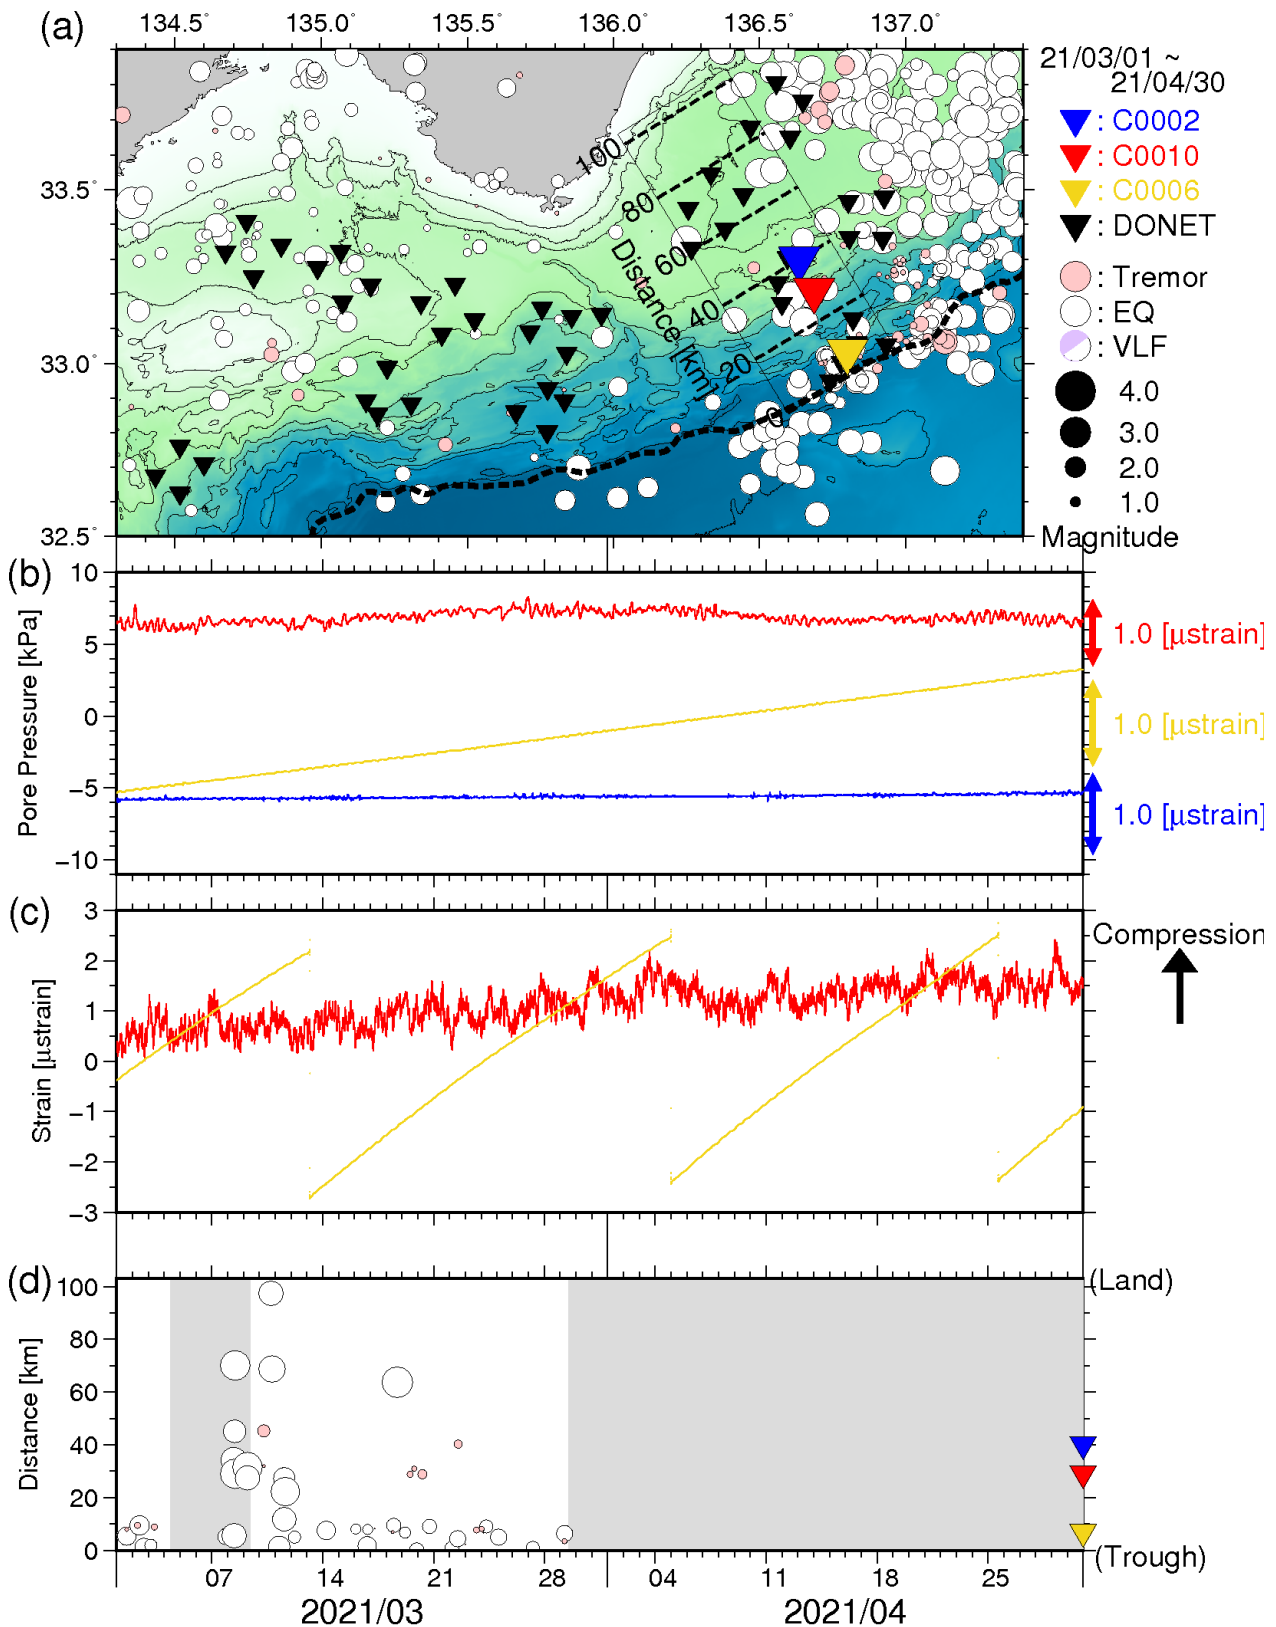 (a)
134.5° 135.0° 135.5° 136.0° 136.5° 137.0°
33.5°
33.0°
32.5°
100
80
60
40
20
0
Distance [km]
21/03/01 ~
21/04/30
: C0002
: C0010
: C0006
: DONET
: Tremor
: EQ
: VLF
4.0
3.0
2.0
1.0
Magnitude
(b)
Pore Pressure [kPa]
10
5
0
−5
−10
1.0 [μstrain]
1.0 [μstrain]
1.0 [μstrain]
(c)
Strain [μstrain]
3
2
1
0
−1
−2
−3
Compression
(d)
Distance [km]
100
80
60
40
20
0
(Land)
(Trough)
07 14 21 28 04 11 18 25
2021/03 2021/04